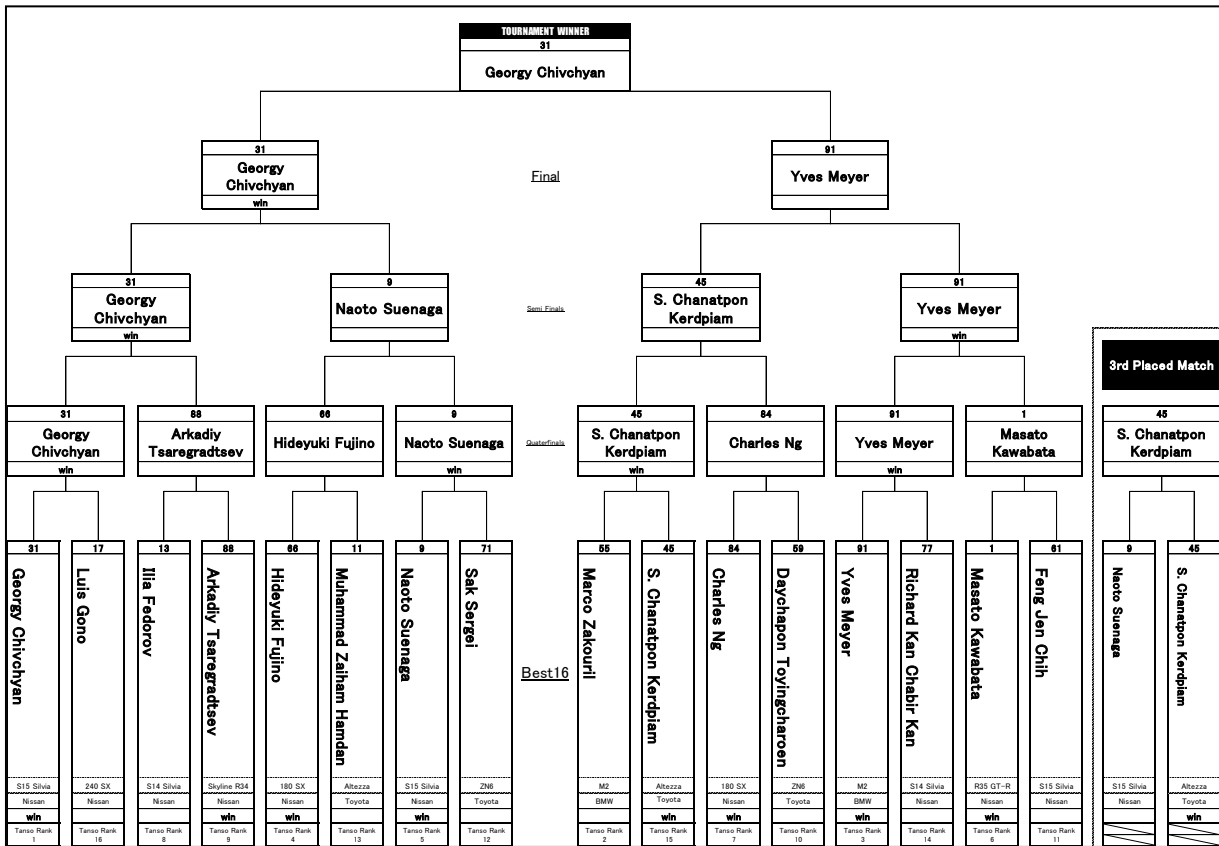 TOURNAMENT WINNER
31
Georgy Chivchyan
31
Georgy
Chivchyan
win
Final
91
Yves Meyer
31
Georgy
Chivchyan
win
9
Naoto Suenaga
Semi Finals
45
S. Chanatpon
Kerdpiam
91
Yves Meyer
win
3rd Placed Match
31
Georgy
Chivchyan
win
88
Arkadiy
Tsaregradtsev
66
Hideyuki Fujino
9
Naoto Suenaga
win
Quaterfinals
45
S. Chanatpon
Kerdpiam
win
84
Charles Ng
91
Yves Meyer
win
1
Masato
Kawabata
45
S. Chanatpon
Kerdpiam
31
Georgy Chivchyan
S15 Silvia
Nissan
win
Tanso Rank
1
17
Luis Gono
240 SX
Nissan
Tanso Rank
16
13
Ilia Fedorov
S14 Silvia
Nissan
Tanso Rank
8
88
Arkadiy Tsaregradtsev
Skyline R34
Nissan
win
Tanso Rank
9
66
Hideyuki Fujino
180 SX
Nissan
win
Tanso Rank
4
11
Muhammad Zaiham Hamdan
Altezza
Toyota
Tanso Rank
13
9
Naoto Suenaga
S15 Silvia
Nissan
win
Tanso Rank
5
71
Sak Sergei
ZN6
Toyota
Tanso Rank
12
Best16
55
Marco Zakouril
M2
BMW
Tanso Rank
2
45
S. Chanatpon Kerdpiam
Altezza
Toyota
win
Tanso Rank
15
84
Charles Ng
180 SX
Nissan
win
Tanso Rank
7
59
Daychapon Toyingcharoen
ZN6
Toyota
Tanso Rank
10
91
Yves Meyer
M2
BMW
win
Tanso Rank
3
77
Richard Kan Chabir Kan
S14 Silvia
Nissan
Tanso Rank
14
1
Masato Kawabata
R35 GT-R
Nissan
win
Tanso Rank
6
61
Feng Jen Chih
S15 Silvia
Nissan
Tanso Rank
11
9
Naoto Suenaga
S15 Silvia
Nissan
45
S. Chanatpon Kerdpiam
Altezza
Toyota
win